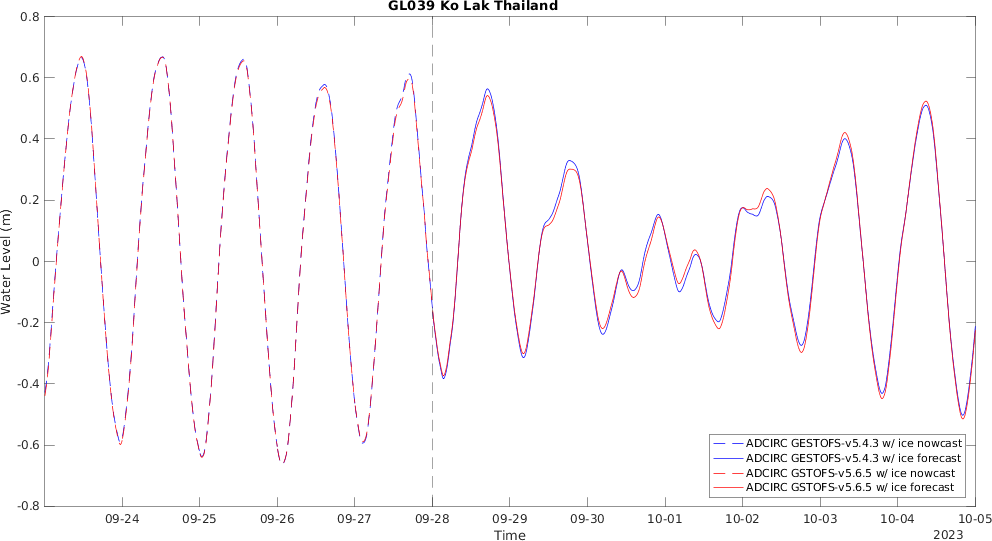 GL039 Ko Lak Thailand
0.8
0.6
0.4
0.2
0
-0.2
-0.4
-0.6
-0.8
Water Level (m)
09-24 09-25 09-26 09-27 09-28 09-29 09-30 10-01 10-02 10-03 10-04 10-05
Time
2023
ADCIRC GESTOFS-v5.4.3 w/ ice nowcast
ADCIRC GESTOFS-v5.4.3 w/ ice forecast
ADCIRC GSTOFS-v5.6.5 w/ ice nowcast
ADCIRC GSTOFS-v5.6.5 w/ ice forecast